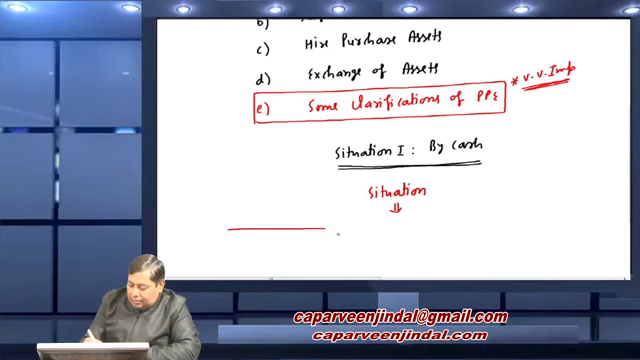 b)
c) Hire Purchase Assets
d) Exchange of Assets
e) Some Clarifications of PPE
* V.V.Imp
Situation I : By Cash
Situation
caparveenjindal@gmail.com
caparveenjindal.com